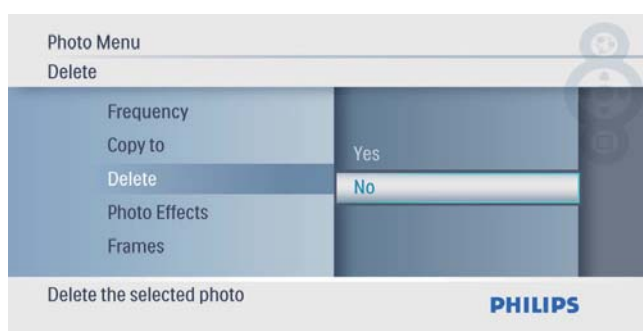 Photo Menu
Delete
Frequency
Copy to
Delete
Photo Effects
Frames
Yes
No
Delete the selected photo
PHILIPS